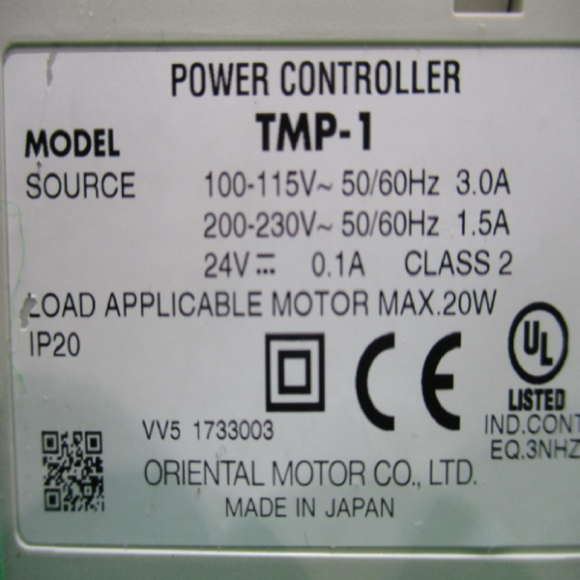 POWER CONTROLLER
MODEL TMP-1
SOURCE 100-115V~ 50/60Hz 3.0A
200-230V~ 50/60Hz 1.5A
24V⎓ 0.1A CLASS 2
LOAD APPLICABLE MOTOR MAX.20W
IP20
CE
UL
LISTED
IND.CONT
EQ.3NHZ
VV5 1733003
ORIENTAL MOTOR CO., LTD.
MADE IN JAPAN